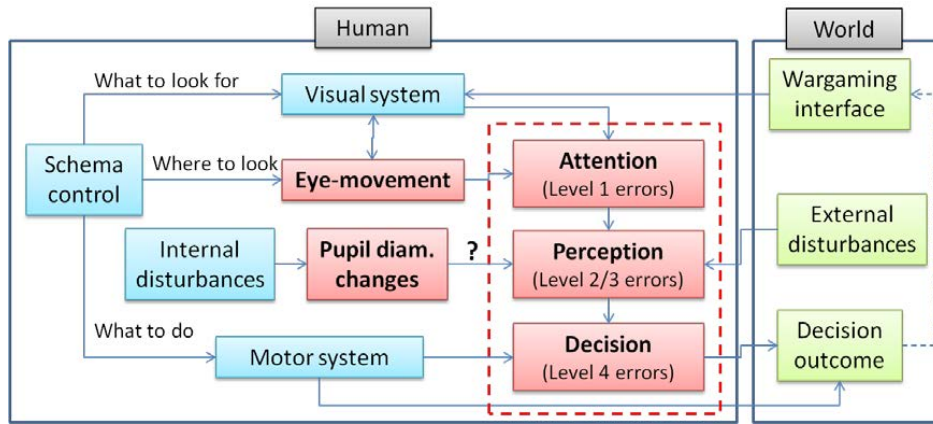 Human
World
What to look for
Visual system
Wargaming
interface
Schema
control
Where to look
Eye-movement
Attention
(Level 1 errors)
Internal
disturbances
Pupil diam.
changes
?
Perception
(Level 2/3 errors)
External
disturbances
What to do
Motor system
Decision
(Level 4 errors)
Decision
outcome